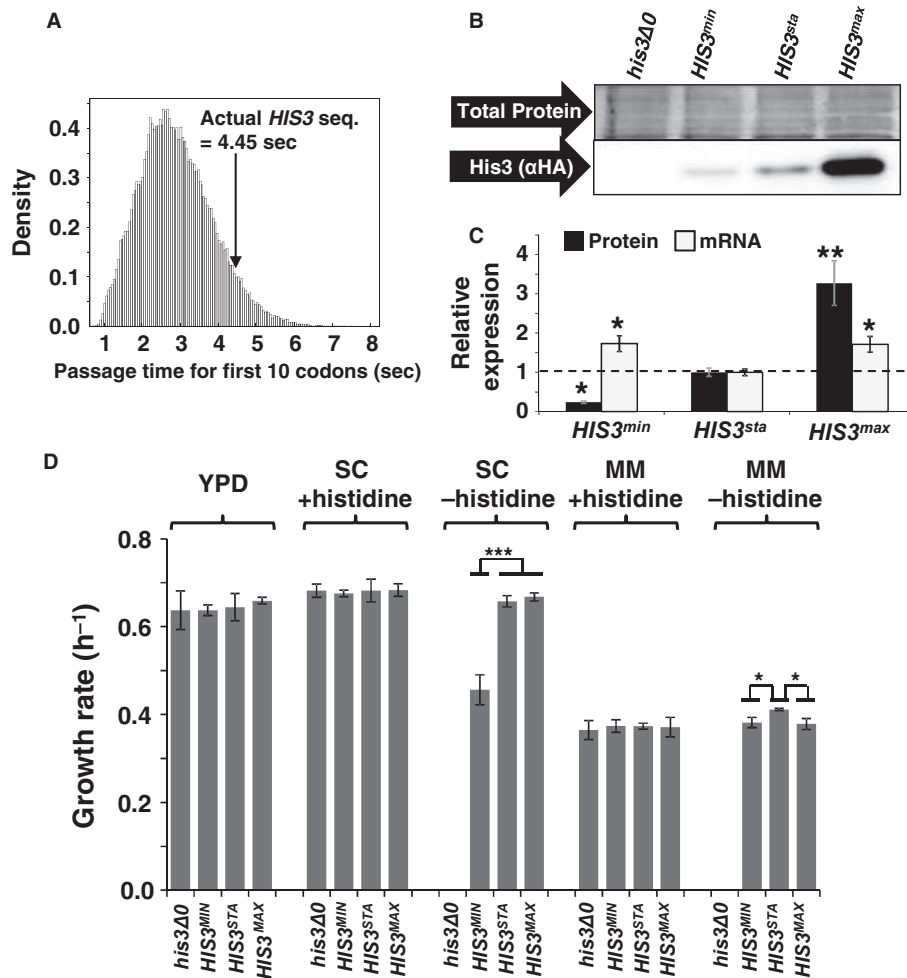 A
Actual HIS3 seq.
= 4.45 sec
0.4
0.3
0.2
0.1
0.0
Density
1 2 3 4 5 6 7 8
Passage time for first 10 codons (sec)
B
his3Δ0
HIS3min
HIS3sta
HIS3max
Total Protein
His3 (αHA)
C
Protein
mRNA
Relative
expression
4
3
2
1
0
*
*
**
*
HIS3min
HIS3sta
HIS3max
D
YPD
SC
+histidine
SC
–histidine
MM
+histidine
MM
–histidine
Growth rate (h–1)
0.8
0.6
0.4
0.2
0.0
***
*
*
his3Δ0
HIS3MIN
HIS3STA
HIS3MAX
his3Δ0
HIS3MIN
HIS3STA
HIS3MAX
his3Δ0
HIS3MIN
HIS3STA
HIS3MAX
his3Δ0
HIS3MIN
HIS3STA
HIS3MAX
his3Δ0
HIS3MIN
HIS3STA
HIS3MAX